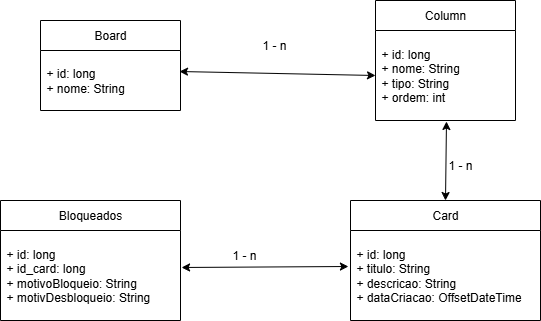 Board
+ id: long
+ nome: String
1 - n
Column
+ id: long
+ nome: String
+ tipo: String
+ ordem: int
1 - n
Bloqueados
+ id: long
+ id_card: long
+ motivoBloqueio: String
+ motivDesbloqueio: String
1 - n
Card
+ id: long
+ titulo: String
+ descricao: String
+ dataCriacao: OffsetDateTime